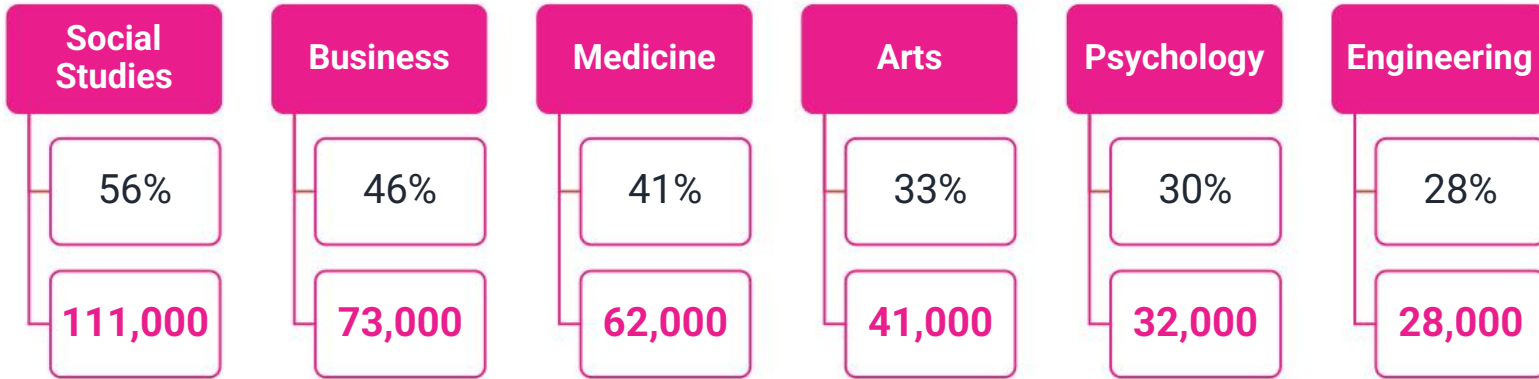 Social
Studies
Business
Medicine
Arts
Psychology
Engineering
56%
46%
41%
33%
30%
28%
111,000
73,000
62,000
41,000
32,000
28,000